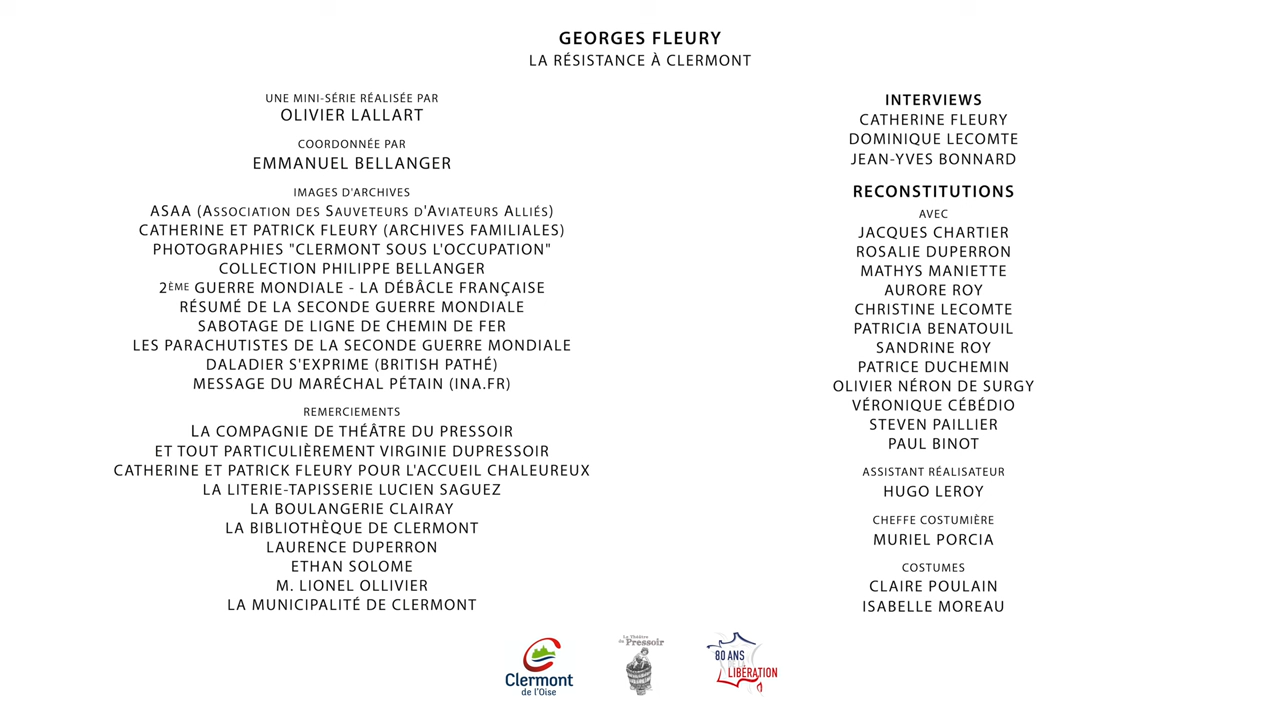 GEORGES FLEURY
LA RÉSISTANCE À CLERMONT
UNE MINI-SÉRIE RÉALISÉE PAR
OLIVIER LALLART
COORDONNÉE PAR
EMMANUEL BELLANGER
IMAGES D'ARCHIVES
ASAA (ASSOCIATION DES SAUVETEURS D'AVIATEURS ALLIÉS)
CATHERINE ET PATRICK FLEURY (ARCHIVES FAMILIALES)
PHOTOGRAPHIES "CLERMONT SOUS L'OCCUPATION"
COLLECTION PHILIPPE BELLANGER
2ÈME GUERRE MONDIALE - LA DÉBÂCLE FRANÇAISE
RÉSUMÉ DE LA SECONDE GUERRE MONDIALE
SABOTAGE DE LIGNE DE CHEMIN DE FER
LES PARACHUTISTES DE LA SECONDE GUERRE MONDIALE
DALADIER S'EXPRIME (BRITISH PATHÉ)
MESSAGE DU MARÉCHAL PÉTAIN (INA.FR)
REMERCIEMENTS
LA COMPAGNIE DE THÉÂTRE DU PRESSOIR
ET TOUT PARTICULIÈREMENT VIRGINIE DUPRESSOIR
CATHERINE ET PATRICK FLEURY POUR L'ACCUEIL CHALEUREUX
LA LITERIE-TAPISSERIE LUCIEN SAGUEZ
LA BOULANGERIE CLAIRAY
LA BIBLIOTHÈQUE DE CLERMONT
LAURENCE DUPERRON
ETHAN SOLOME
M. LIONEL OLLIVIER
LA MUNICIPALITÉ DE CLERMONT
INTERVIEWS
CATHERINE FLEURY
DOMINIQUE LECOMTE
JEAN-YVES BONNARD
RECONSTITUTIONS
AVEC
JACQUES CHARTIER
ROSALIE DUPERRON
MATHYS MANIETTE
AURORE ROY
CHRISTINE LECOMTE
PATRICIA BENATOUIL
SANDRINE ROY
PATRICE DUCHEMIN
OLIVIER NÉRON DE SURGY
VÉRONIQUE CÉBÉDIO
STEVEN PAILLIER
PAUL BINOT
ASSISTANT RÉALISATEUR
HUGO LEROY
CHEFFE COSTUMIÈRE
MURIEL PORCIA
COSTUMES
CLAIRE POULAIN
ISABELLE MOREAU
Clermont
de l'Oise
Le Théâtre
du Pressoir
80 ANS
LIBÉRATION